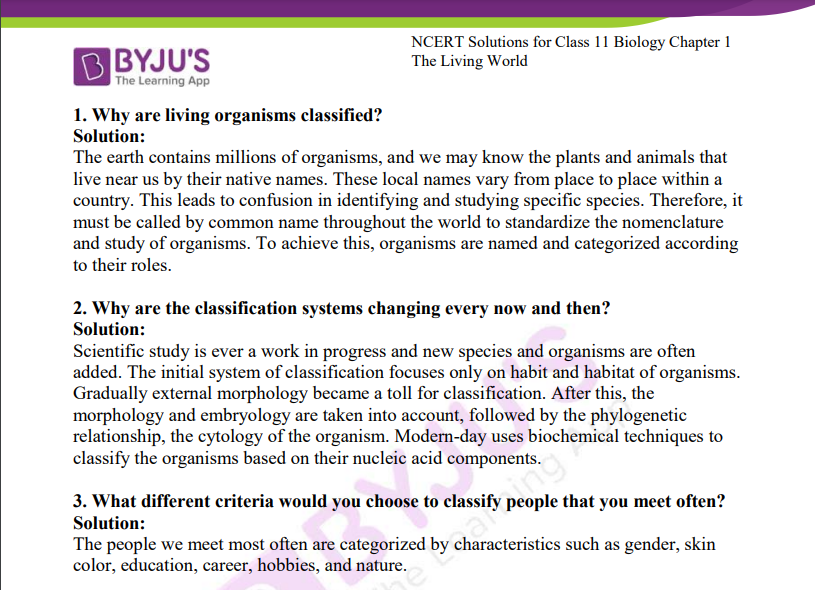 BYJU'S
The Learning App
NCERT Solutions for Class 11 Biology Chapter 1
The Living World
1. Why are living organisms classified?
Solution:
The earth contains millions of organisms, and we may know the plants and animals that
live near us by their native names. These local names vary from place to place within a
country. This leads to confusion in identifying and studying specific species. Therefore, it
must be called by common name throughout the world to standardize the nomenclature
and study of organisms. To achieve this, organisms are named and categorized according
to their roles.
2. Why are the classification systems changing every now and then?
Solution:
Scientific study is ever a work in progress and new species and organisms are often
added. The initial system of classification focuses only on habit and habitat of organisms.
Gradually external morphology became a toll for classification. After this, the
morphology and embryology are taken into account, followed by the phylogenetic
relationship, the cytology of the organism. Modern-day uses biochemical techniques to
classify the organisms based on their nucleic acid components.
3. What different criteria would you choose to classify people that you meet often?
Solution:
The people we meet most often are categorized by characteristics such as gender, skin
color, education, career, hobbies, and nature.
BYJU'S
The Learning App